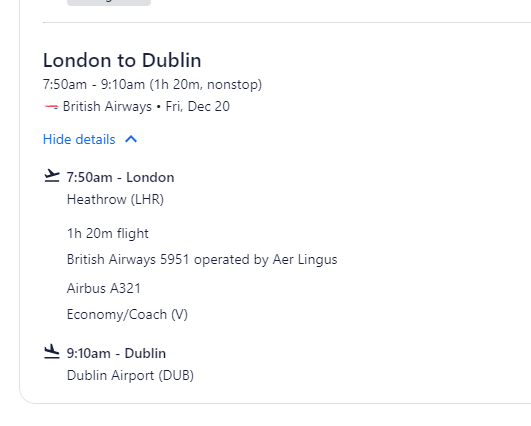 London to Dublin
7:50am - 9:10am (1h 20m, nonstop)
British Airways • Fri, Dec 20
Hide details
7:50am - London
Heathrow (LHR)
1h 20m flight
British Airways 5951 operated by Aer Lingus
Airbus A321
Economy/Coach (V)
9:10am - Dublin
Dublin Airport (DUB)